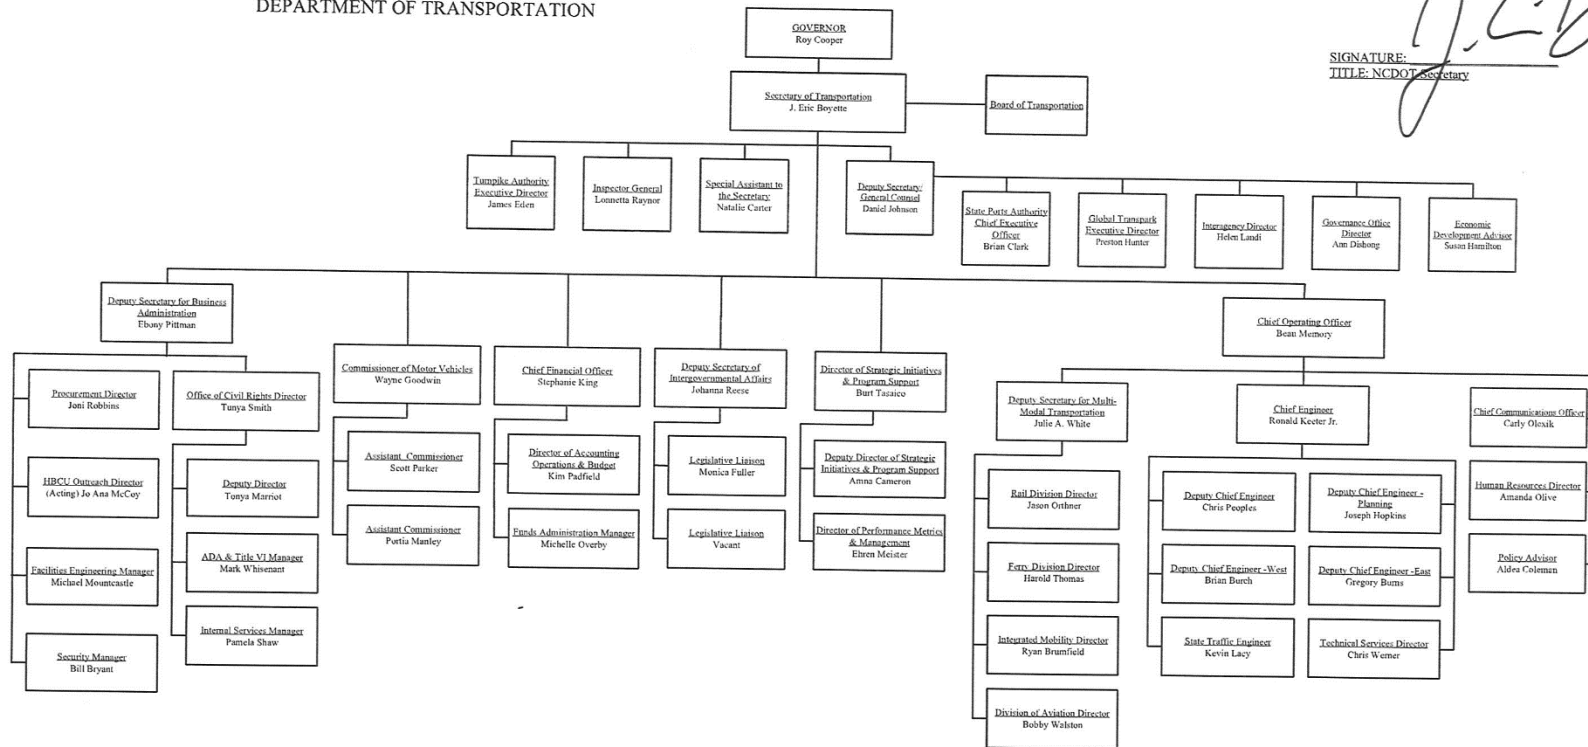 DEPARTMENT OF TRANSPORTATION
GOVERNOR
Roy Cooper
SIGNATURE:
TITLE: NCDOT Secretary
Secretary of Transportation
J. Eric Boyette
Board of Transportation
Turnpike Authority
Executive Director
James Eden
Inspector General
Lonnetta Raynor
Special Assistant to
the Secretary
Natalie Carter
Deputy Secretary/
General Counsel
Daniel Johnson
State Ports Authority
Chief Executive
Officer
Brian Clark
Global Transpark
Executive Director
Preston Hunter
Interagency Director
Helen Landi
Governance Office
Director
Ann Dishong
Economic
Development Advisor
Susan Hamilton
Deputy Secretary for Business
Administration
Ebony Pittman
Chief Operating Officer
Beau Memory
Commissioner of Motor Vehicles
Wayne Goodwin
Chief Financial Officer
Stephanie King
Deputy Secretary of
Intergovernmental Affairs
Johanna Reese
Director of Strategic Initiatives
& Program Support
Burt Tasaico
Procurement Director
Joni Robbins
Office of Civil Rights Director
Tunya Smith
Deputy Secretary for Multi-
Modal Transportation
Julie A. White
Chief Engineer
Ronald Keeter Jr.
Chief Communications Officer
Carly Olexik
Assistant Commissioner
Scott Parker
Director of Accounting
Operations & Budget
Kim Padfield
Legislative Liaison
Monica Fuller
Deputy Director of Strategic
Initiatives & Program Support
Amna Cameron
HBCU Outreach Director
(Acting) Jo Ana McCoy
Deputy Director
Tonya Marriot
Rail Division Director
Jason Orthner
Deputy Chief Engineer
Chris Peoples
Deputy Chief Engineer -
Planning
Joseph Hopkins
Human Resources Director
Amanda Olive
Assistant Commissioner
Portia Manley
Funds Administration Manager
Michelle Overby
Legislative Liaison
Vacant
Director of Performance Metrics
& Management
Ehren Meister
Facilities Engineering Manager
Michael Mountcastle
ADA & Title VI Manager
Mark Whisenant
Ferry Division Director
Harold Thomas
Deputy Chief Engineer -West
Brian Burch
Deputy Chief Engineer -East
Gregory Burns
Policy Advisor
Aldea Coleman
Security Manager
Bill Bryant
Internal Services Manager
Pamela Shaw
Integrated Mobility Director
Ryan Brumfield
State Traffic Engineer
Kevin Lacy
Technical Services Director
Chris Werner
Division of Aviation Director
Bobby Walston